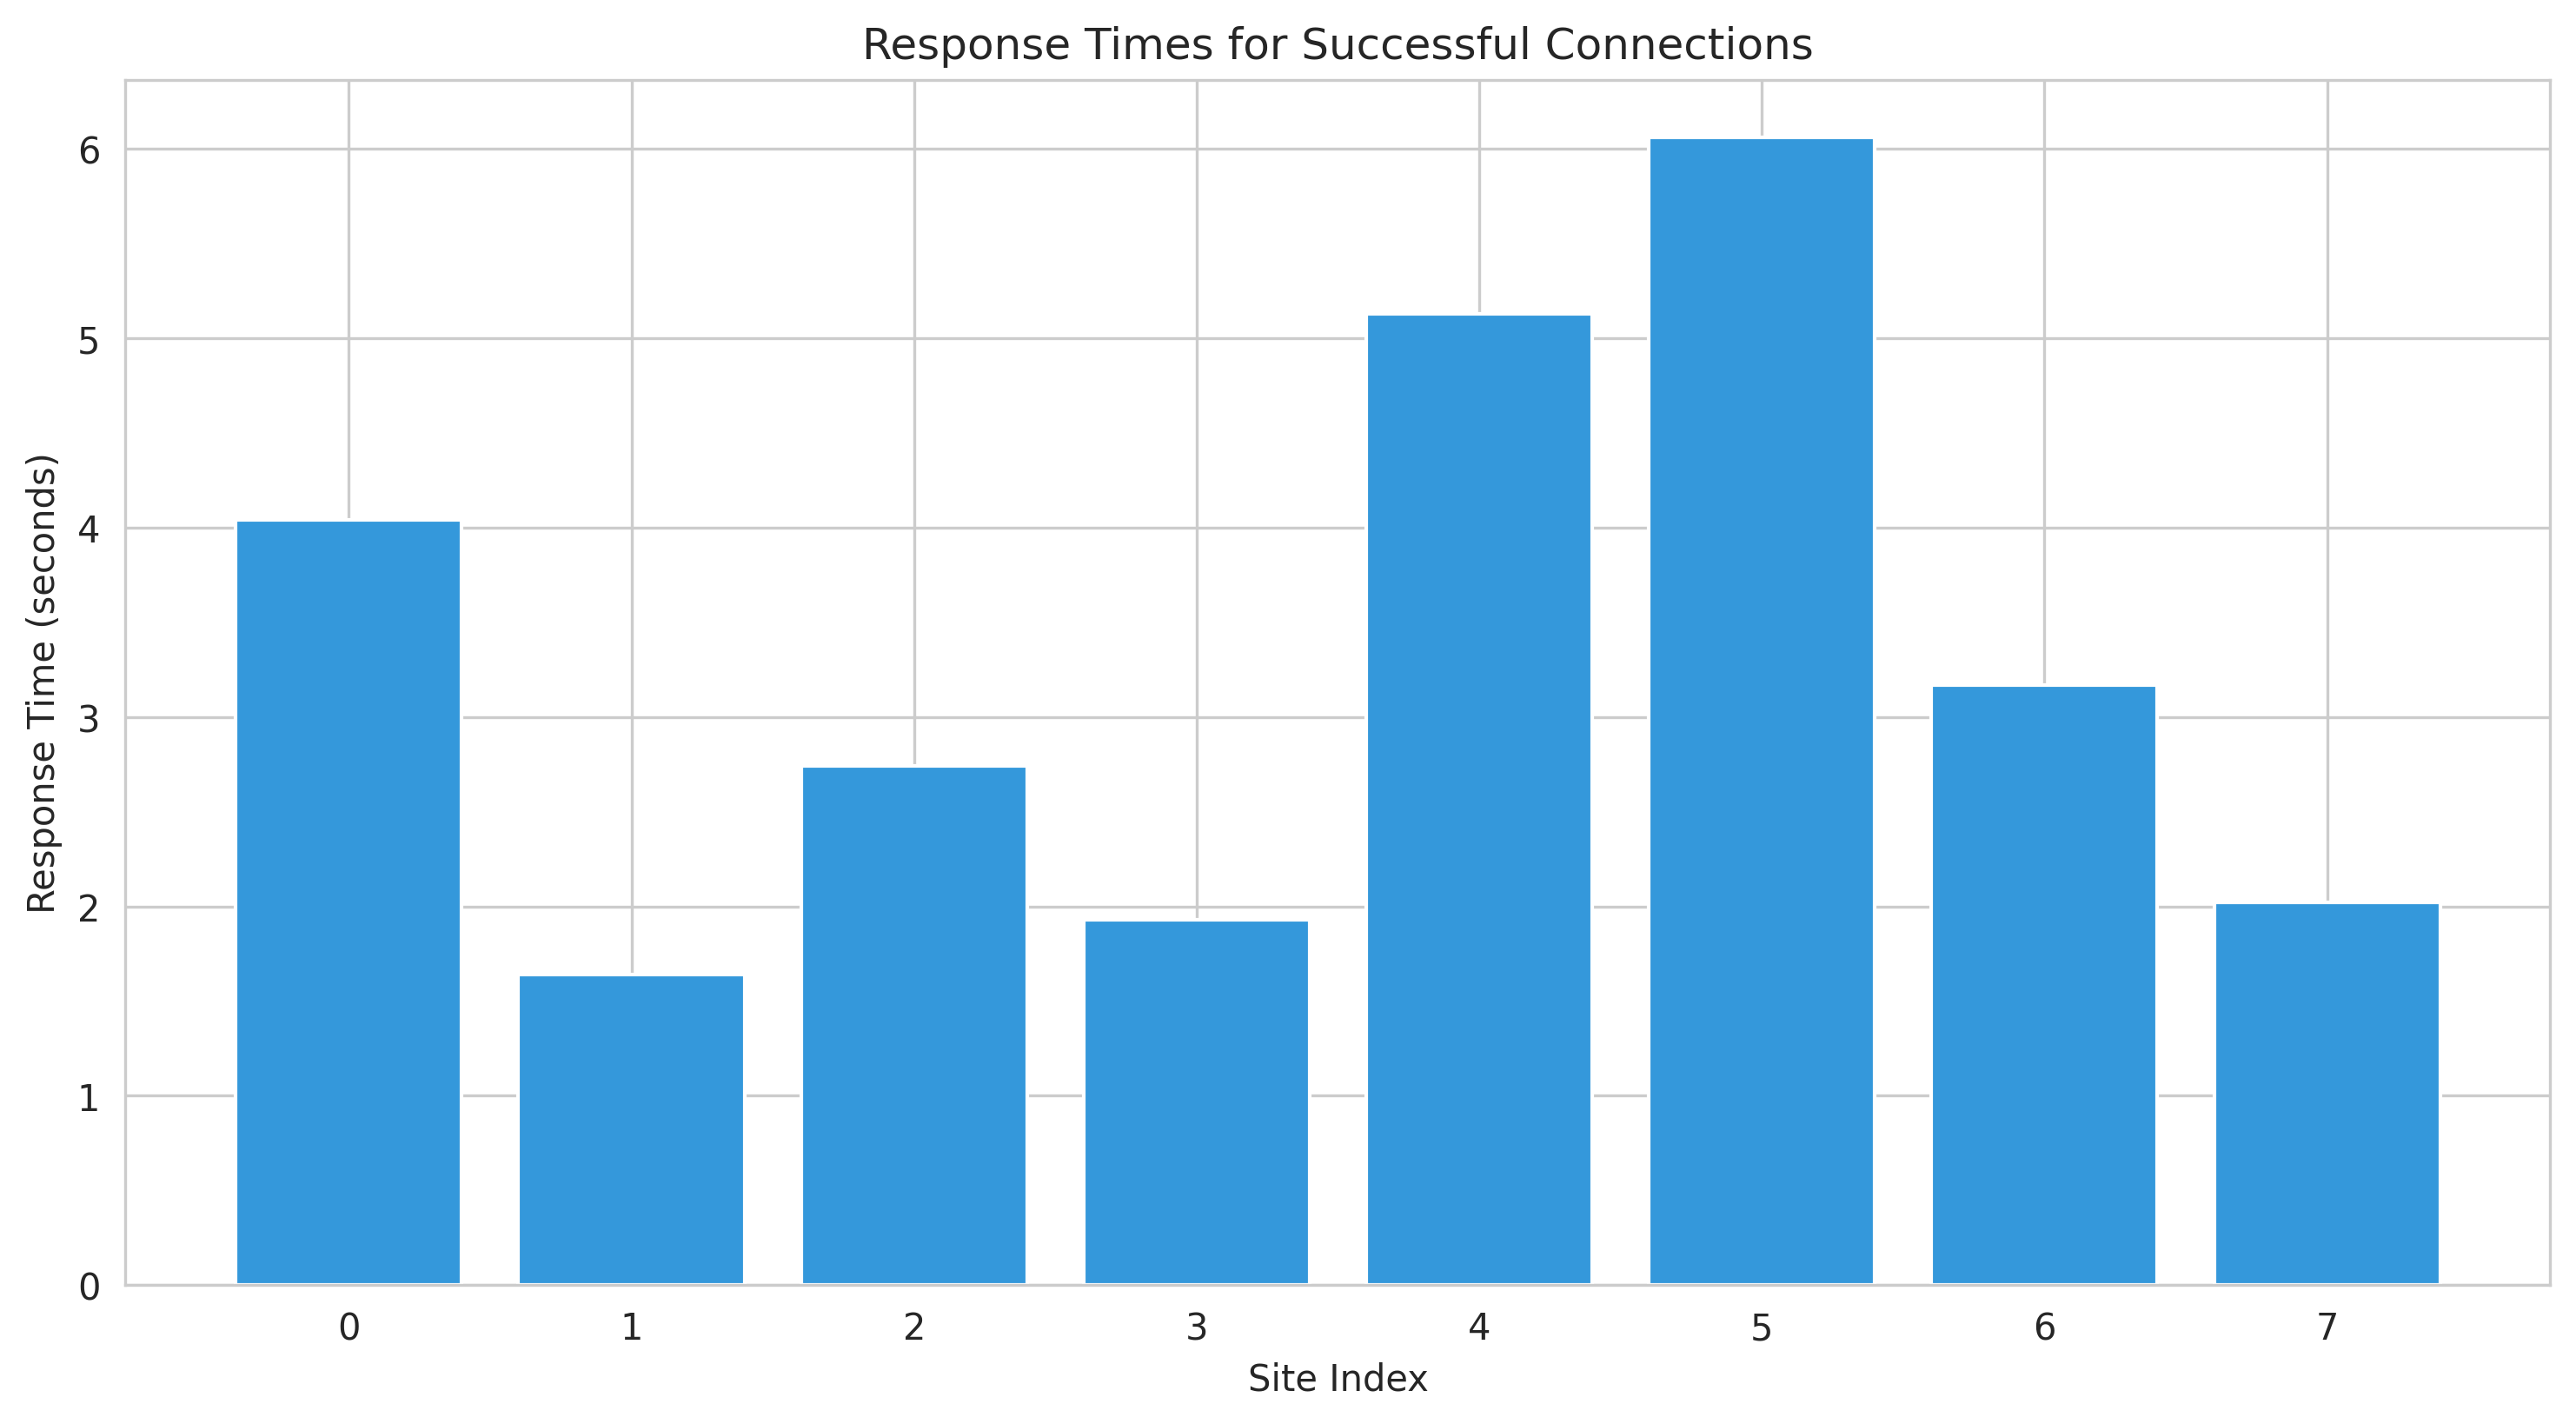 Response Times for Successful Connections
Response Time (seconds)
6
5
4
3
2
1
0
0 1 2 3 4 5 6 7
Site Index